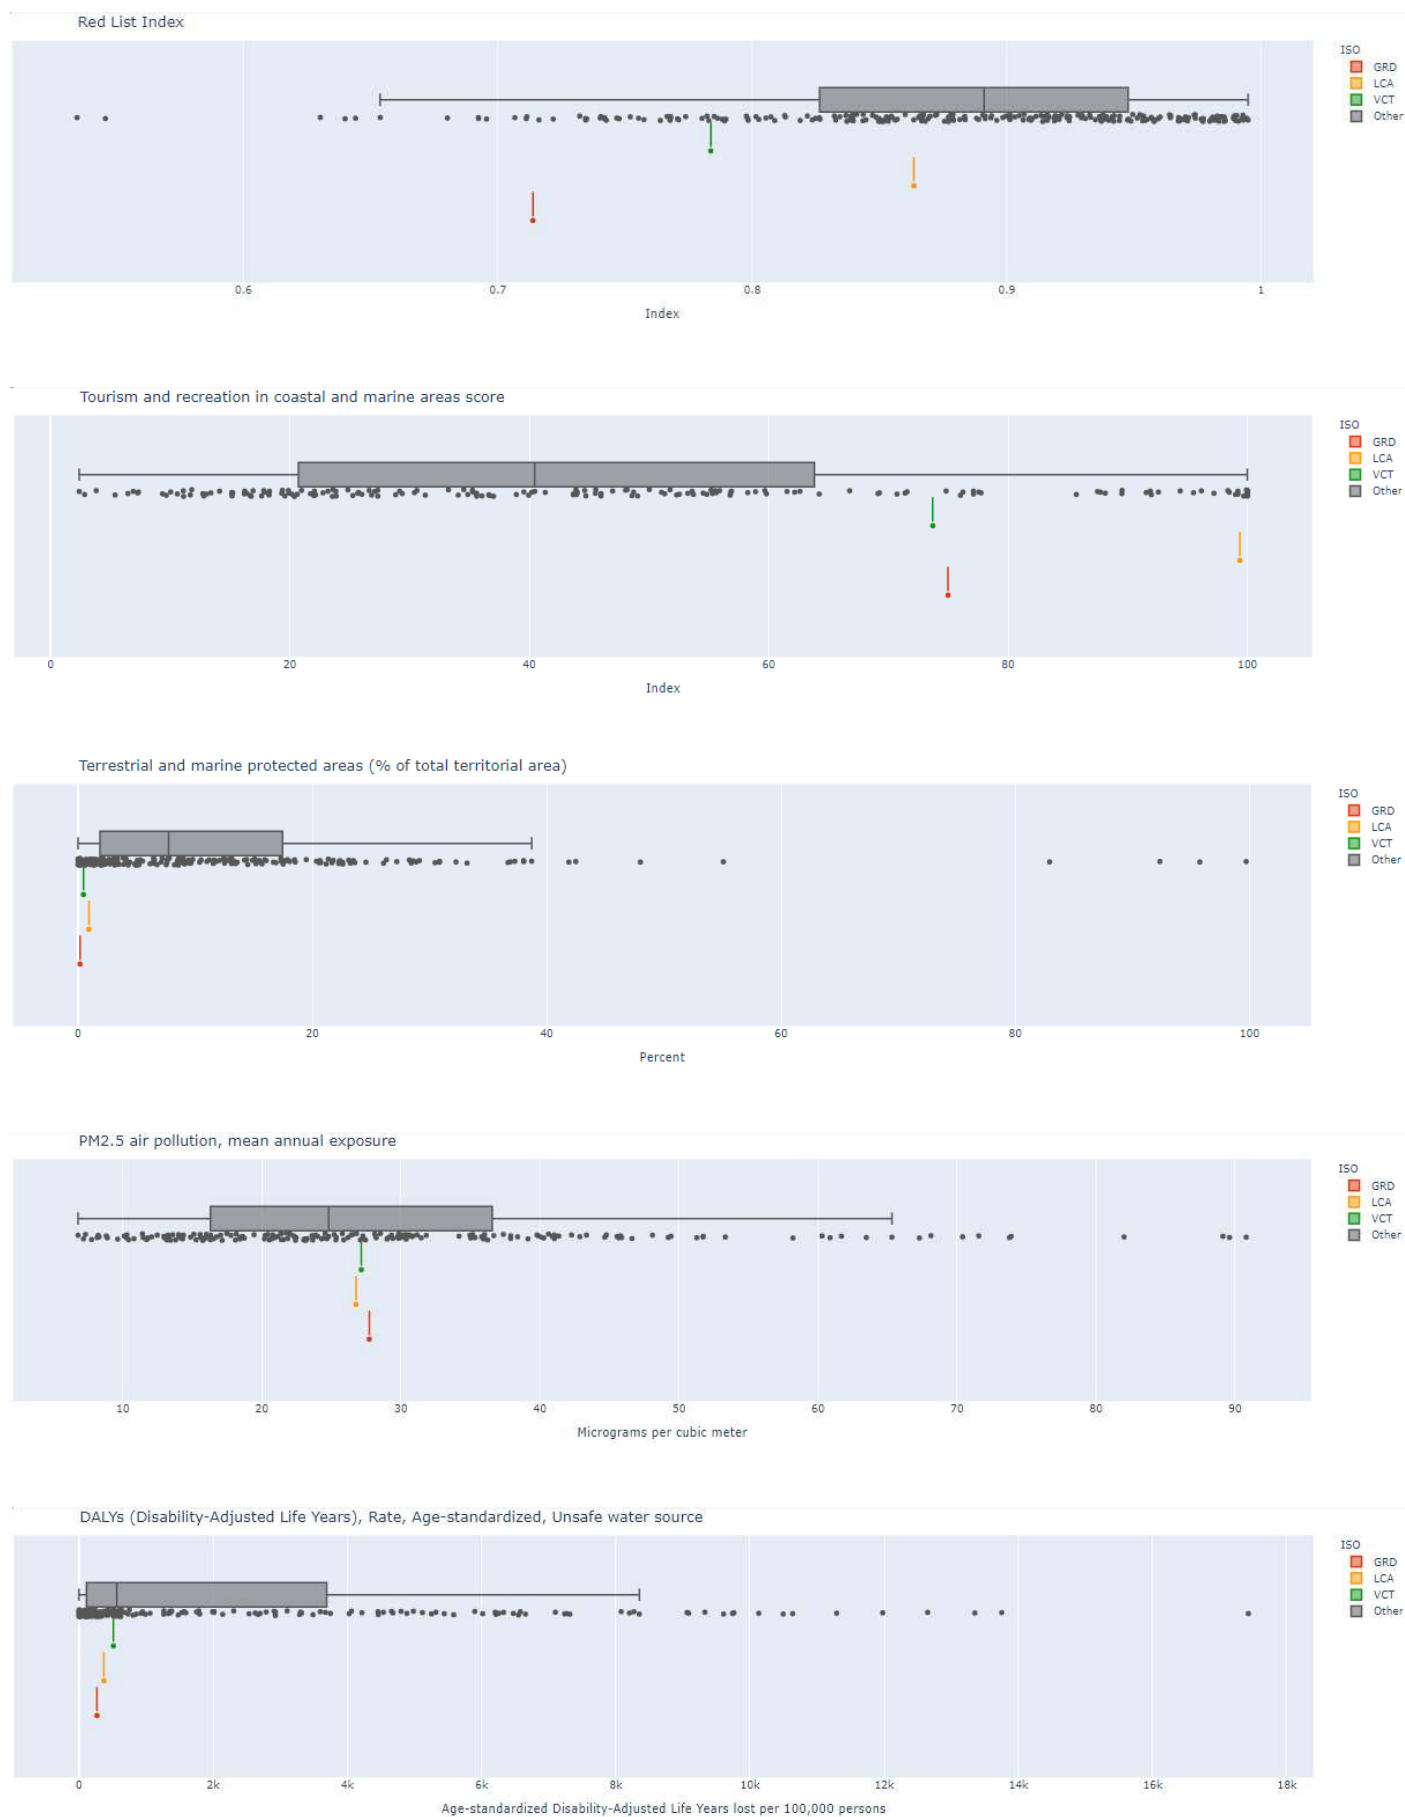 Red List Index
ISO
GRD
LCA
VCT
Other
0.6 0.7 0.8 0.9 1
Index
Tourism and recreation in coastal and marine areas score
ISO
GRD
LCA
VCT
Other
0 20 40 60 80 100
Index
Terrestrial and marine protected areas (% of total territorial area)
ISO
GRD
LCA
VCT
Other
0 20 40 60 80 100
Percent
PM2.5 air pollution, mean annual exposure
ISO
GRD
LCA
VCT
Other
10 20 30 40 50 60 70 80 90
Micrograms per cubic meter
DALYs (Disability-Adjusted Life Years), Rate, Age-standardized, Unsafe water source
ISO
GRD
LCA
VCT
Other
0 2k 4k 6k 8k 10k 12k 14k 16k 18k
Age-standardized Disability-Adjusted Life Years lost per 100,000 persons